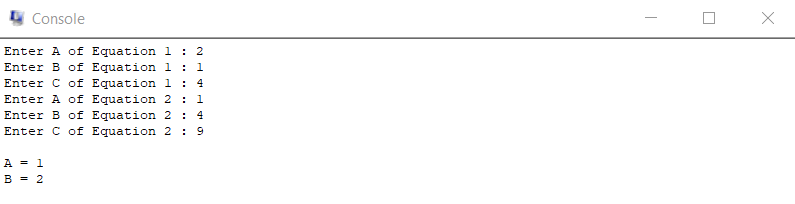 Console
Enter A of Equation 1 : 2
Enter B of Equation 1 : 1
Enter C of Equation 1 : 4
Enter A of Equation 2 : 1
Enter B of Equation 2 : 4
Enter C of Equation 2 : 9
A = 1
B = 2